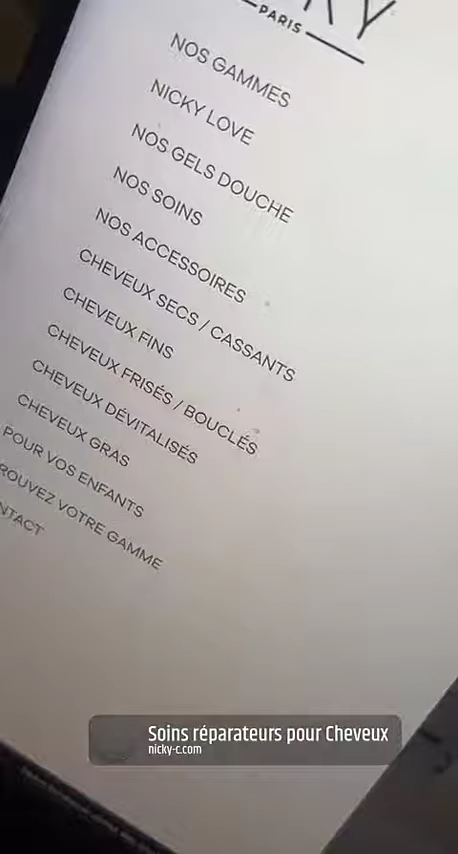 PARIS
NOS GAMMES
NICKY LOVE
NOS GELS DOUCHE
NOS SOINS
NOS ACCESSOIRES
CHEVEUX SECS / CASSANTS
CHEVEUX FINS
CHEVEUX FRISÉS / BOUCLÉS
CHEVEUX DÉVITALISÉS
CHEVEUX GRAS
POUR VOS ENFANTS
ROUVEZ VOTRE GAMME
NTACT
Soins réparateurs pour Cheveux
nicky-c.com